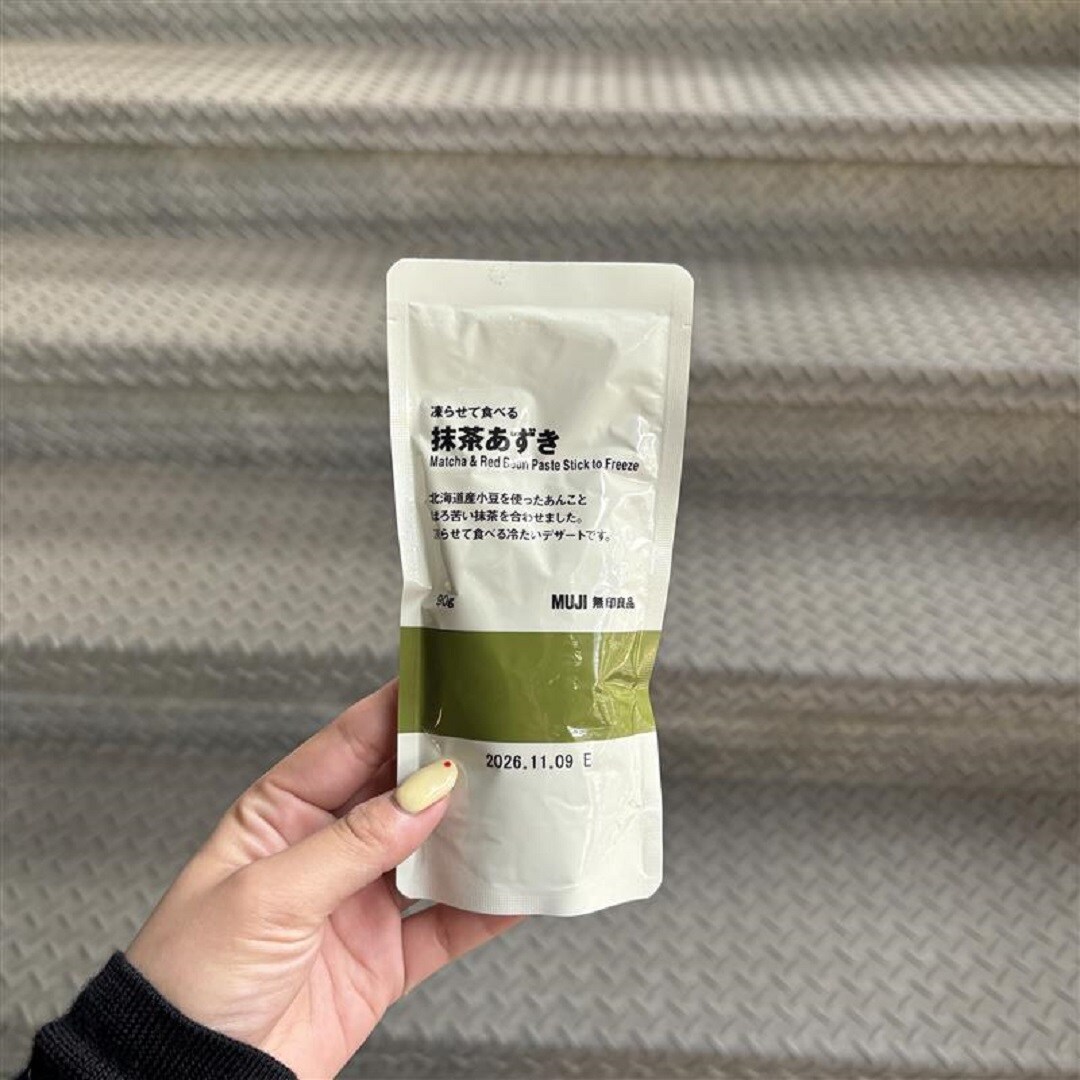 凍らせて食べる
抹茶あずき
Matcha & Red Bean Paste Stick to Freeze
北海道産小豆を使ったあんこと
ほろ苦い抹茶を合わせました。
凍らせて食べる冷たいデザートです。
90g
MUJI 無印良品
2026.11.09 E